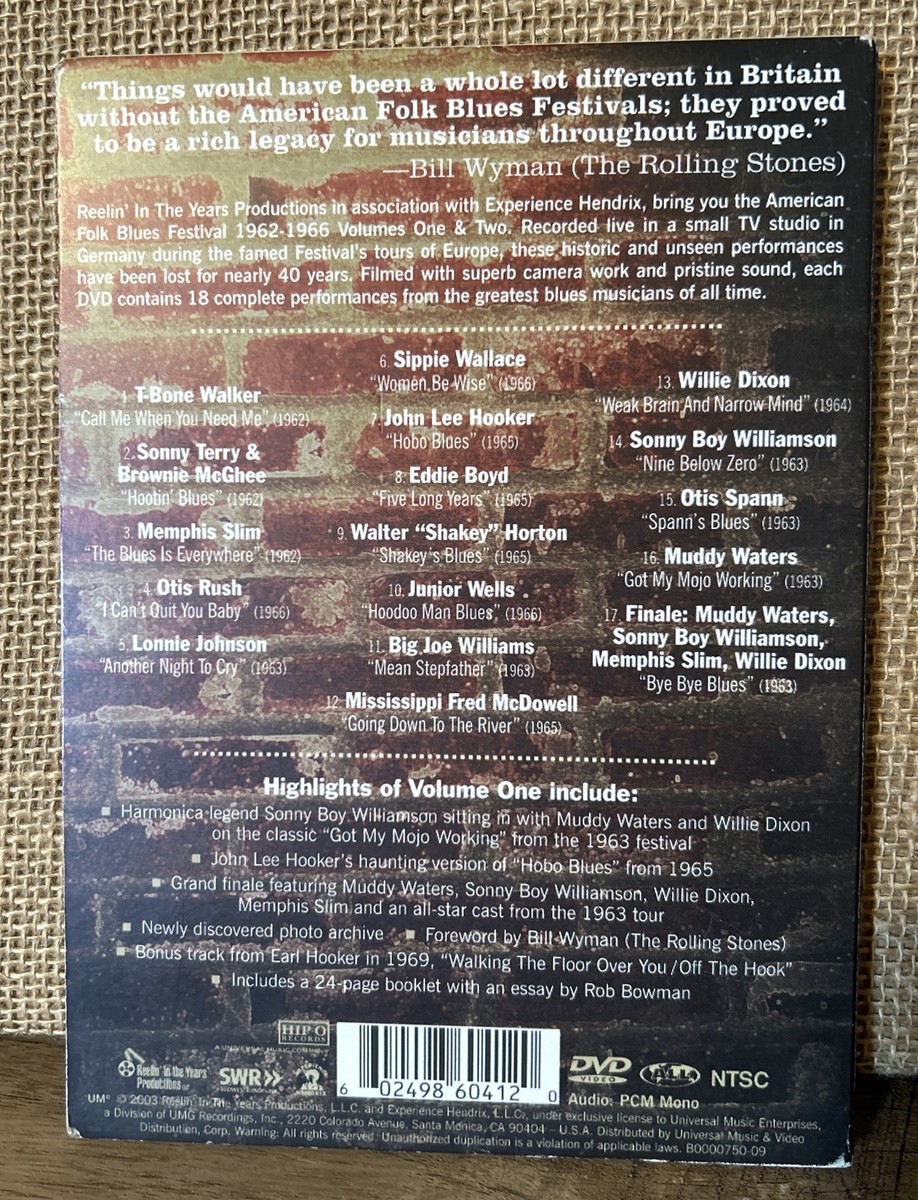 “Things would have been a whole lot different in Britain
without the American Folk Blues Festivals; they proved
to be a rich legacy for musicians throughout Europe.”
—Bill Wyman (The Rolling Stones)
Reelin’ In The Years Productions in association with Experience Hendrix, bring you the American
Folk Blues Festival 1962-1966 Volumes One & Two. Recorded live in a small TV studio in
Germany during the famed Festival’s tours of Europe, these historic and unseen performances
have been lost for nearly 40 years. Filmed with superb camera work and pristine sound, each
DVD contains 18 complete performances from the greatest blues musicians of all time.
1. T-Bone Walker
“Call Me When You Need Me” (1962)
2. Sonny Terry &
Brownie McGhee
“Hootin’ Blues” (1962)
3. Memphis Slim
“The Blues Is Everywhere” (1962)
4. Otis Rush
“I Can’t Quit You Baby” (1966)
5. Lonnie Johnson
“Another Night To Cry” (1963)
6. Sippie Wallace
“Women Be Wise” (1966)
7. John Lee Hooker
“Hobo Blues” (1965)
8. Eddie Boyd
“Five Long Years” (1965)
9. Walter “Shakey” Horton
“Shakey’s Blues” (1965)
10. Junior Wells
“Hoodoo Man Blues” (1966)
11. Big Joe Williams
“Mean Stepfather” (1963)
12. Mississippi Fred McDowell
“Going Down To The River” (1965)
13. Willie Dixon
“Weak Brain And Narrow Mind” (1964)
14. Sonny Boy Williamson
“Nine Below Zero” (1963)
15. Otis Spann
“Spann’s Blues” (1963)
16. Muddy Waters
“Got My Mojo Working” (1963)
17. Finale: Muddy Waters,
Sonny Boy Williamson,
Memphis Slim, Willie Dixon
“Bye Bye Blues” (1963)
Highlights of Volume One include:
▪ Harmonica legend Sonny Boy Williamson sitting in with Muddy Waters and Willie Dixon
on the classic “Got My Mojo Working” from the 1963 festival
▪ John Lee Hooker’s haunting version of “Hobo Blues” from 1965
▪ Grand finale featuring Muddy Waters, Sonny Boy Williamson, Willie Dixon,
Memphis Slim and an all-star cast from the 1963 tour
▪ Newly discovered photo archive ▪ Foreword by Bill Wyman (The Rolling Stones)
▪ Bonus track from Earl Hooker in 1969, “Walking The Floor Over You/Off The Hook”
▪ Includes a 24-page booklet with an essay by Rob Bowman
HIP-O
RECORDS
A UNIVERSAL MUSIC COMPANY
Reelin’ in the Years
Productions LLC
SWR»
6 02498 60412 0
DVD
VIDEO
ALL
NTSC
Audio: PCM Mono
© 2003 Reelin’ In The Years Productions, L.L.C. and Experience Hendrix, L.L.C., under exclusive license to Universal Music Enterprises,
a Division of UMG Recordings, Inc., 2220 Colorado Avenue, Santa Monica, CA 90404 – U.S.A. Distributed by Universal Music & Video
Distribution, Corp. Warning: All rights reserved. Unauthorized duplication is a violation of applicable laws. B0000750-09